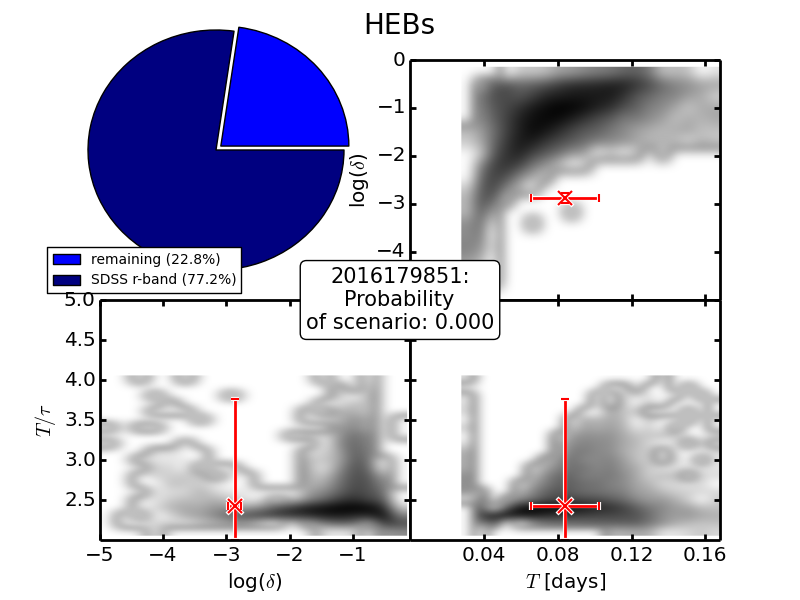 HEBs
remaining (22.8%)
SDSS r-band (77.2%)
log(δ)
0
−1
−2
−3
−4
2016179851:
Probability
of scenario: 0.000
T/τ
5.0
4.5
4.0
3.5
3.0
2.5
−5 −4 −3 −2 −1
log(δ)
0.04 0.08 0.12 0.16
T [days]